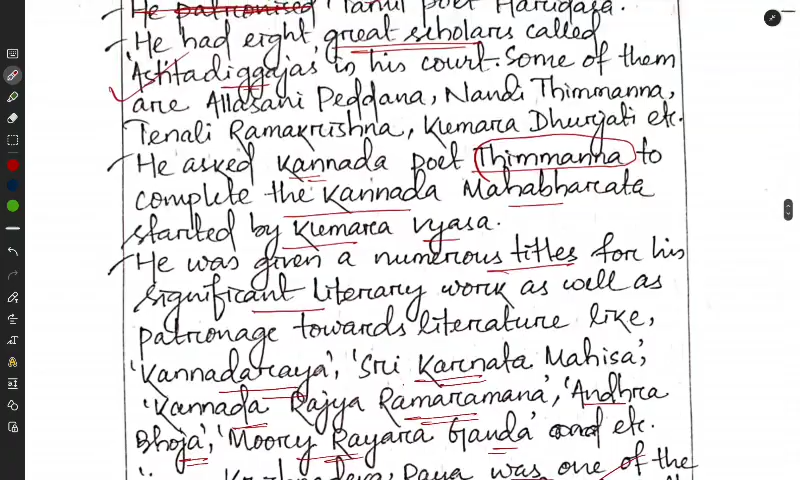 - He patronised Tamil poet Haridasa.
- He had eight great scholars called
'Ashtadiggajas in his court. Some of them
are Allasani Peddana, Nandi Thimmanna,
Tenali Ramakrishna, Kumara Dhurjati etc.
- He asked Kannada poet Thimmanna to
complete the Kannada Mahabharata
started by Kumara vyasa.
- He was given a numerous titles for his
significant literary work as well as
patronage towards literature like,
'Kannadaraya', 'Sri Karnata Mahisa',
'Kannada Rajya Ramaramana', 'Andhra
Bhoja', 'Moory Rayara Ganda' and etc.
Krishnadeva Raya was one of the